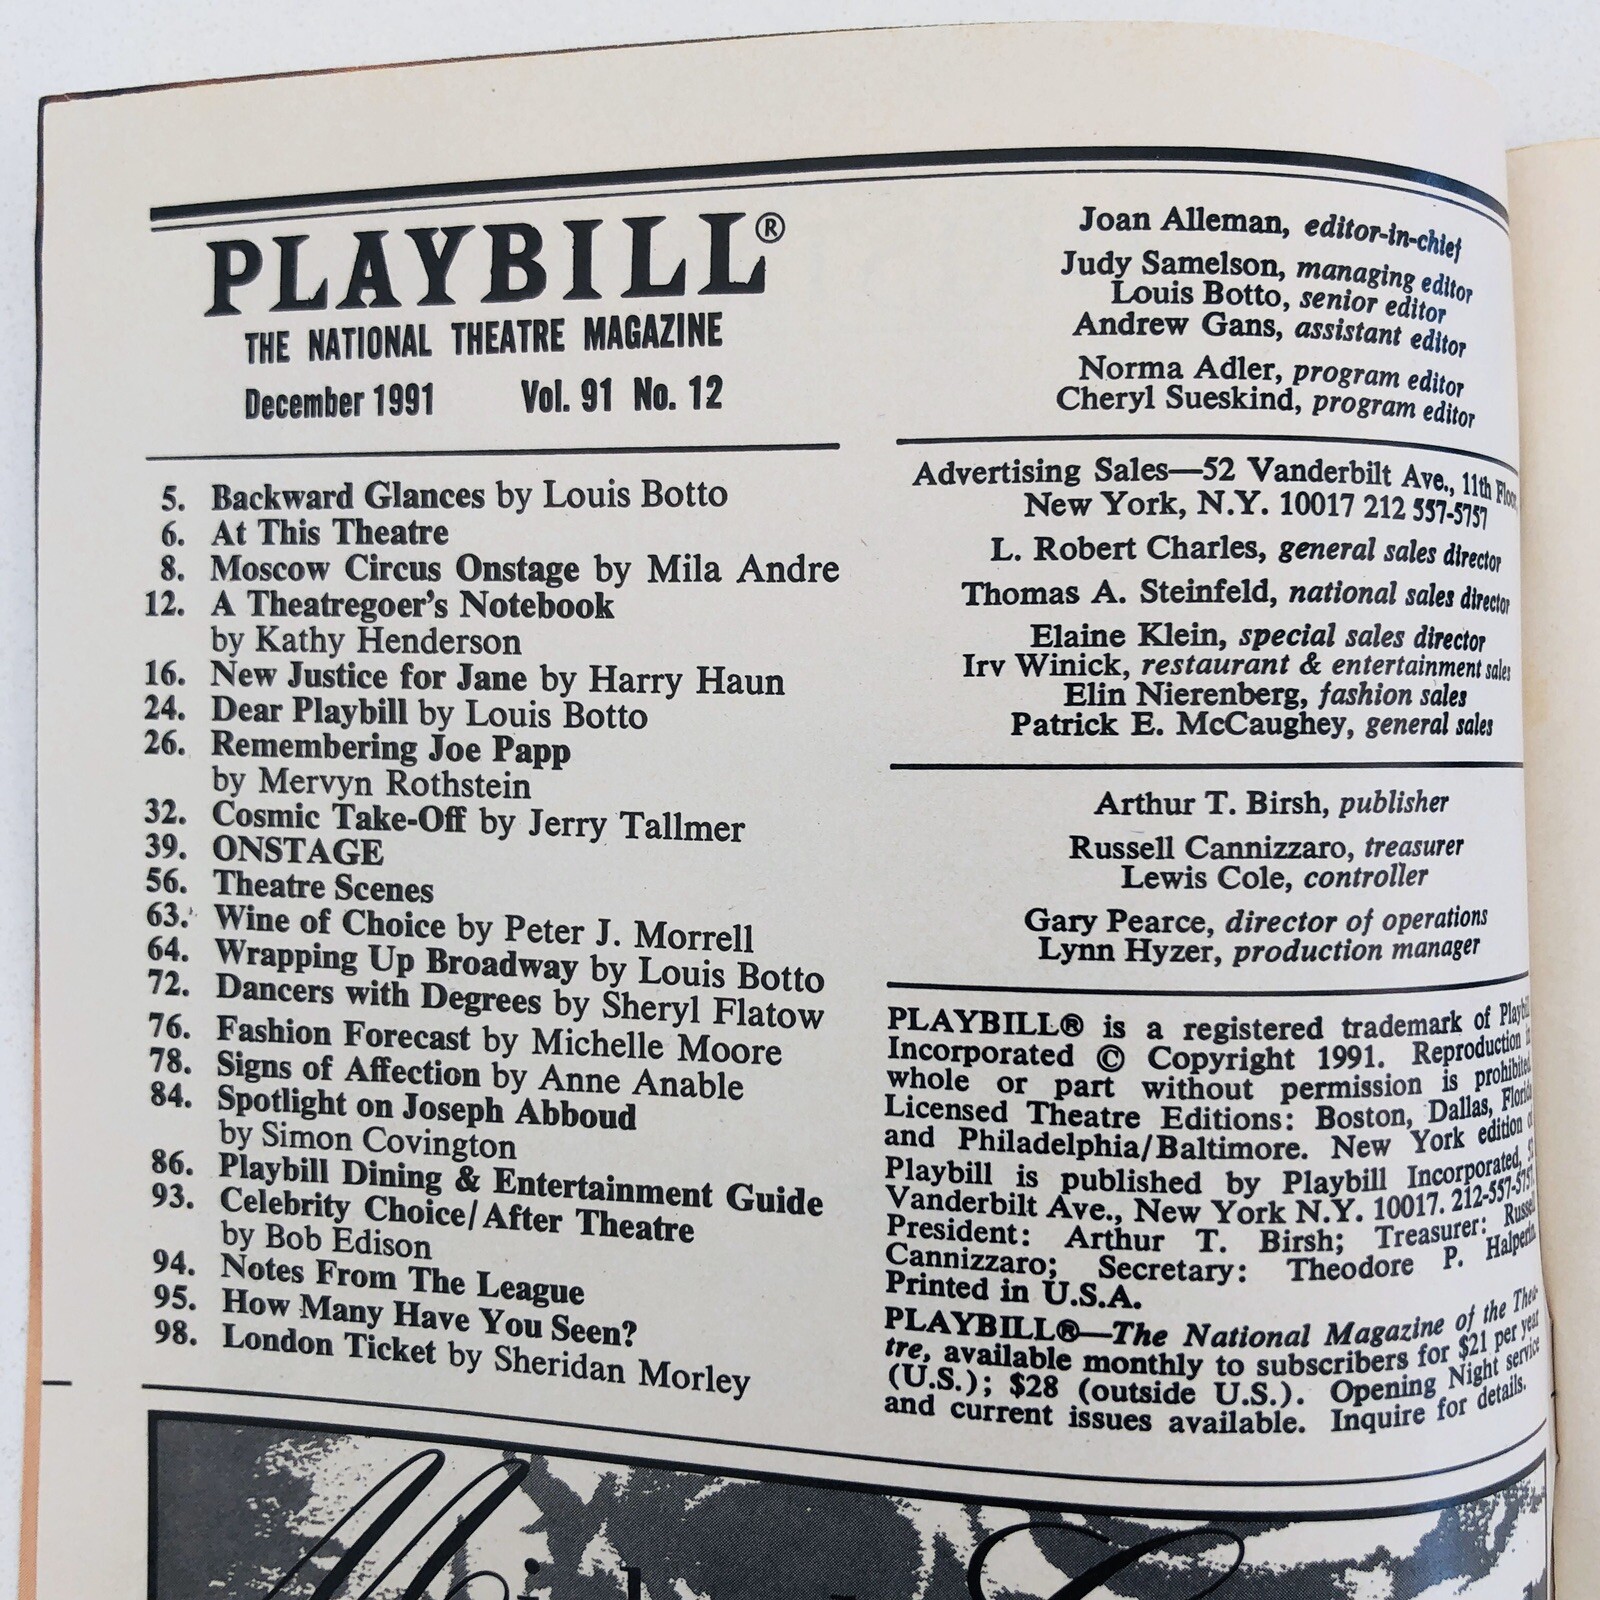 PLAYBILL®
THE NATIONAL THEATRE MAGAZINE
December 1991 Vol. 91 No. 12
5. Backward Glances by Louis Botto
6. At This Theatre
8. Moscow Circus Onstage by Mila Andre
12. A Theatregoer's Notebook
by Kathy Henderson
16. New Justice for Jane by Harry Haun
24. Dear Playbill by Louis Botto
26. Remembering Joe Papp
by Mervyn Rothstein
32. Cosmic Take-Off by Jerry Tallmer
39. ONSTAGE
56. Theatre Scenes
63. Wine of Choice by Peter J. Morrell
64. Wrapping Up Broadway by Louis Botto
72. Dancers with Degrees by Sheryl Flatow
76. Fashion Forecast by Michelle Moore
78. Signs of Affection by Anne Anable
84. Spotlight on Joseph Abboud
by Simon Covington
86. Playbill Dining & Entertainment Guide
93. Celebrity Choice/After Theatre
by Bob Edison
94. Notes From The League
95. How Many Have You Seen?
98. London Ticket by Sheridan Morley
Joan Alleman, editor-in-chief
Judy Samelson, managing editor
Louis Botto, senior editor
Andrew Gans, assistant editor
Norma Adler, program editor
Cheryl Sueskind, program editor
Advertising Sales—52 Vanderbilt Ave., 11th Floor,
New York, N.Y. 10017 212 557-5757
L. Robert Charles, general sales director
Thomas A. Steinfeld, national sales director
Elaine Klein, special sales director
Irv Winick, restaurant & entertainment sales
Elin Nierenberg, fashion sales
Patrick E. McCaughey, general sales
Arthur T. Birsh, publisher
Russell Cannizzaro, treasurer
Lewis Cole, controller
Gary Pearce, director of operations
Lynn Hyzer, production manager
PLAYBILL® is a registered trademark of Playbill
Incorporated © Copyright 1991. Reproduction in
whole or part without permission is prohibited.
Licensed Theatre Editions: Boston, Dallas, Florida
and Philadelphia/Baltimore. New York edition of
Playbill is published by Playbill Incorporated, 52
Vanderbilt Ave., New York N.Y. 10017. 212-557-5757.
President: Arthur T. Birsh; Treasurer: Russell
Cannizzaro; Secretary: Theodore P. Halperin.
Printed in U.S.A.
PLAYBILL®—The National Magazine of the Thea-
tre, available monthly to subscribers for $21 per year
(U.S.); $28 (outside U.S.). Opening Night service
and current issues available. Inquire for details.